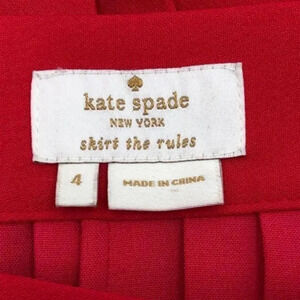 kate spade
NEW YORK
skirt the rules
4
MADE IN CHINA